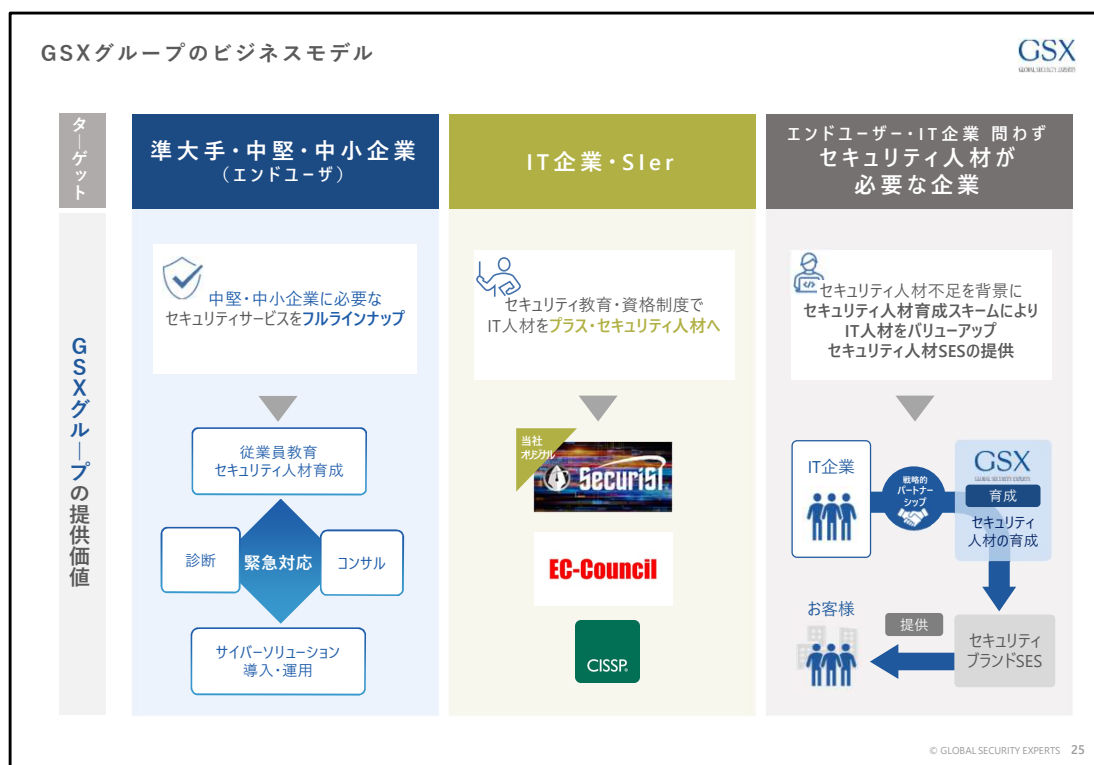 GSXグループのビジネスモデル
GSX
GLOBAL SECURITY EXPERTS
ターゲット
準大手・中堅・中小企業
（エンドユーザ）
IT企業・SIer
エンドユーザー・IT企業 問わず
セキュリティ人材が
必要な企業
GSXグループの提供価値
中堅・中小企業に必要な
セキュリティサービスをフルラインナップ
従業員教育
セキュリティ人材育成
診断
緊急対応
コンサル
サイバーソリューション
導入・運用
セキュリティ教育・資格制度で
IT人材をプラス・セキュリティ人材へ
当社
オリジナル
SecuriST
EC-Council
CISSP®
セキュリティ人材不足を背景に
セキュリティ人材育成スキームにより
IT人材をバリューアップ
セキュリティ人材SESの提供
IT企業
戦略的
パートナー
シップ
GSX
GLOBAL SECURITY EXPERTS
育成
セキュリティ
人材の育成
お客様
提供
セキュリティ
ブランドSES
© GLOBAL SECURITY EXPERTS 25